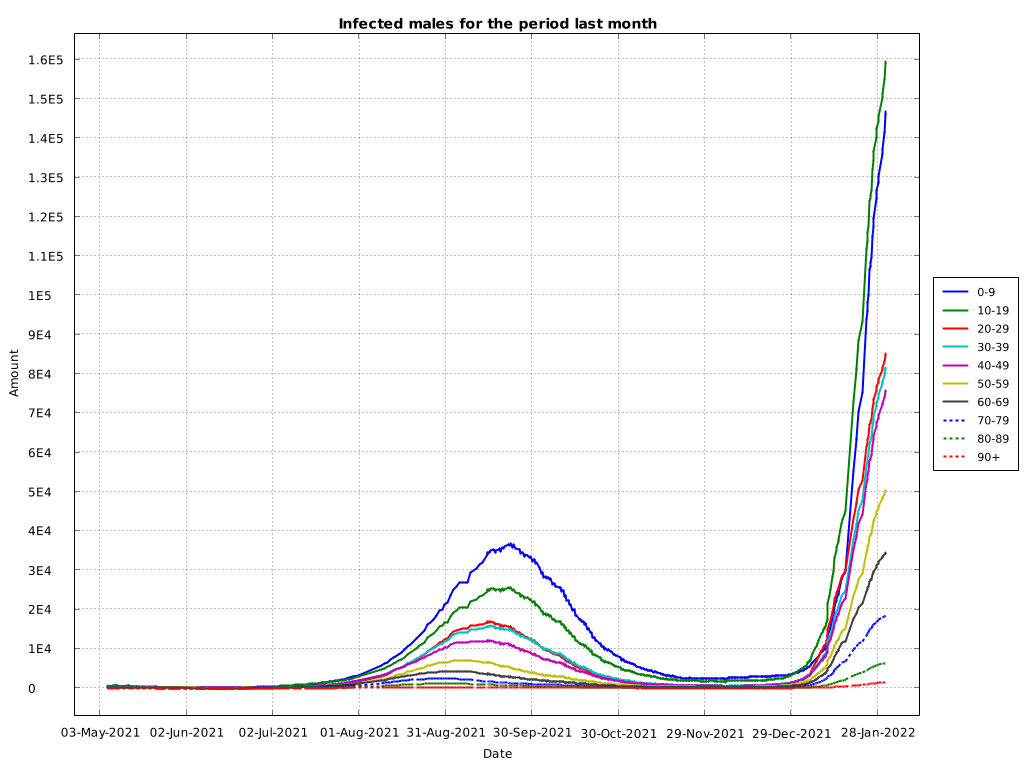 Infected males for the period last month
1.6E5
1.5E5
1.4E5
1.3E5
1.2E5
1.1E5
1E5
9E4
8E4
7E4
6E4
5E4
4E4
3E4
2E4
1E4
0
Amount
03-May-2021 02-Jun-2021 02-Jul-2021 01-Aug-2021 31-Aug-2021 30-Sep-2021 30-Oct-2021 29-Nov-2021 29-Dec-2021 28-Jan-2022
Date
0-9
10-19
20-29
30-39
40-49
50-59
60-69
70-79
80-89
90+